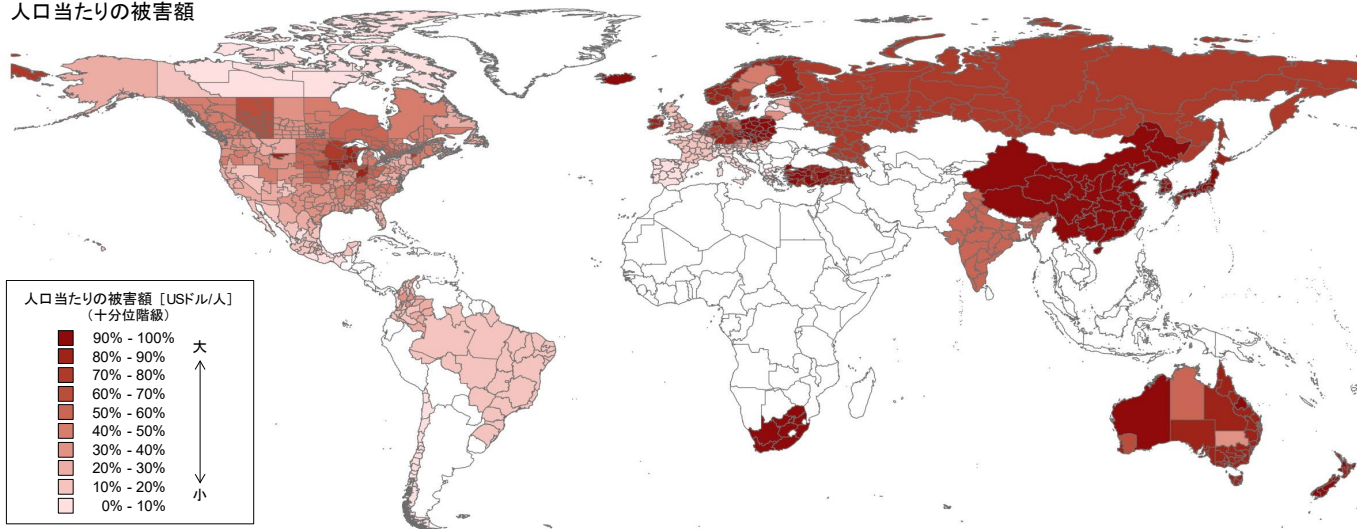 人口当たりの被害額
人口当たりの被害額 [USドル/人]
（十分位階級）
90% - 100%
80% - 90%
70% - 80%
60% - 70%
50% - 60%
40% - 50%
30% - 40%
20% - 30%
10% - 20%
0% - 10%
大
小